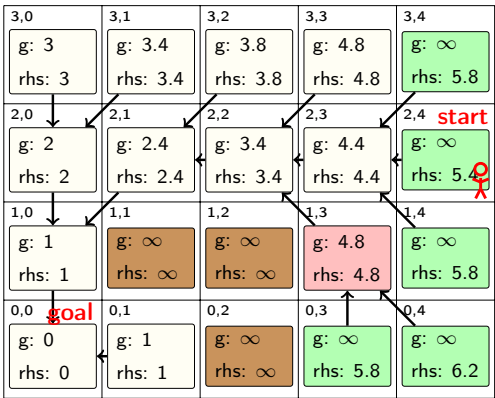 3,0 3,1 3,2 3,3 3,4
g: 3 g: 3.4 g: 3.8 g: 4.8 g: ∞
rhs: 3 rhs: 3.4 rhs: 3.8 rhs: 4.8 rhs: 5.8
2,0 2,1 2,2 2,3 2,4
start
g: 2 g: 2.4 g: 3.4 g: 4.4 g: ∞
rhs: 2 rhs: 2.4 rhs: 3.4 rhs: 4.4 rhs: 5.4
1,0 1,1 1,2 1,3 1,4
g: 1 g: ∞ g: ∞ g: 4.8 g: ∞
rhs: 1 rhs: ∞ rhs: ∞ rhs: 4.8 rhs: 5.8
0,0 0,1 0,2 0,3 0,4
goal
g: 0 g: 1 g: ∞ g: ∞ g: ∞
rhs: 0 rhs: 1 rhs: ∞ rhs: 5.8 rhs: 6.2